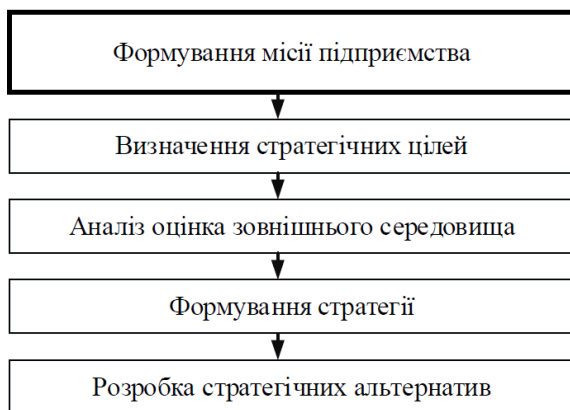 Формування місії підприємства
Визначення стратегічних цілей
Аналіз оцінка зовнішнього середовища
Формування стратегії
Розробка стратегічних альтернатив